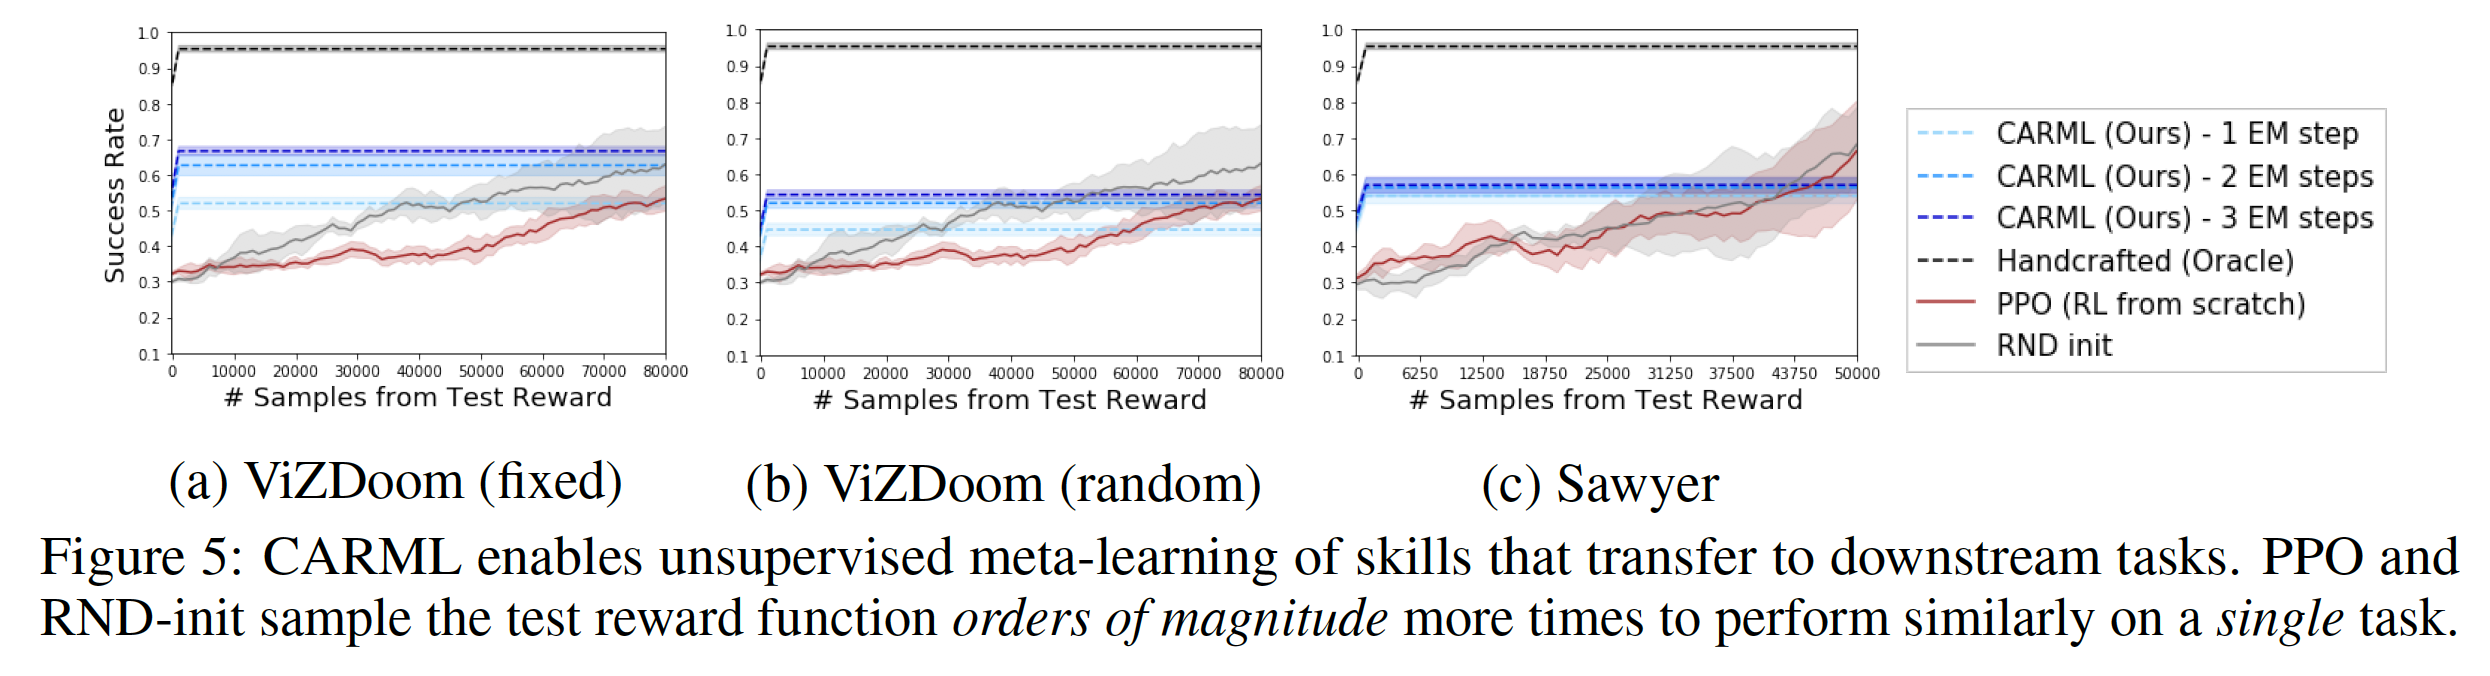 1.0
0.9
0.8
0.7
0.6
0.5
0.4
0.3
0.2
0.1
Success Rate
0 10000 20000 30000 40000 50000 60000 70000 80000
# Samples from Test Reward
(a) ViZDoom (fixed)
1.0
0.9
0.8
0.7
0.6
0.5
0.4
0.3
0.2
0.1
0 10000 20000 30000 40000 50000 60000 70000 80000
# Samples from Test Reward
(b) ViZDoom (random)
1.0
0.9
0.8
0.7
0.6
0.5
0.4
0.3
0.2
0.1
0 6250 12500 18750 25000 31250 37500 43750 50000
# Samples from Test Reward
(c) Sawyer
CARML (Ours) - 1 EM step
CARML (Ours) - 2 EM steps
CARML (Ours) - 3 EM steps
Handcrafted (Oracle)
PPO (RL from scratch)
RND init
Figure 5: CARML enables unsupervised meta-learning of skills that transfer to downstream tasks. PPO and
RND-init sample the test reward function orders of magnitude more times to perform similarly on a single task.